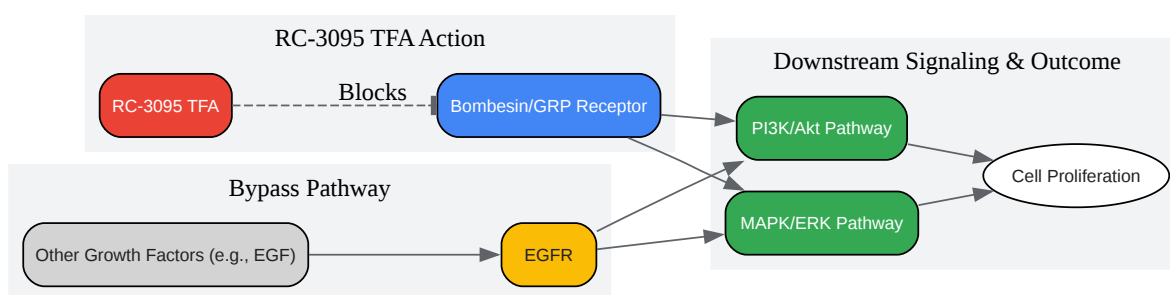 RC-3095 TFA Action
RC-3095 TFA
Blocks
Bombesin/GRP Receptor
Bypass Pathway
Other Growth Factors (e.g., EGF)
EGFR
Downstream Signaling & Outcome
PI3K/Akt Pathway
MAPK/ERK Pathway
Cell Proliferation